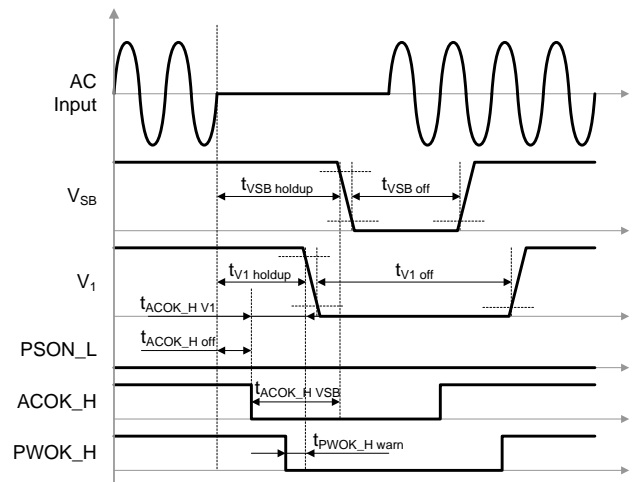 AC
Input
VSB
tVSB holdup
tVSB off
V1
tV1 holdup
tV1 off
tACOK_H V1
tACOK_H off
PSON_L
tACOK_H VSB
ACOK_H
tPWOK_H warn
PWOK_H